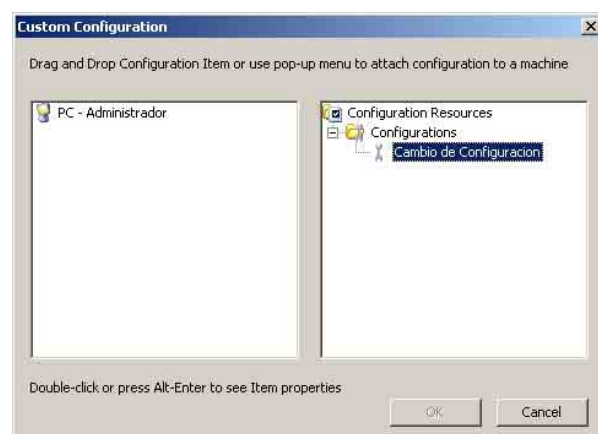 Custom Configuration
Drag and Drop Configuration Item or use pop-up menu to attach configuration to a machine
PC - Administrador
Configuration Resources
Configurations
Cambio de Configuracion
Double-click or press Alt-Enter to see Item properties
OK
Cancel